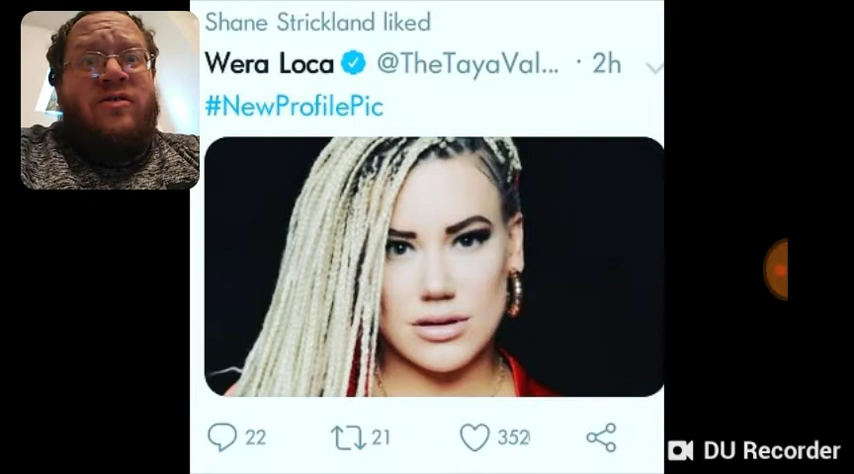 Shane Strickland liked
Wera Loca @TheTayaVal... · 2h
#NewProfilePic
22 21 352
DU Recorder